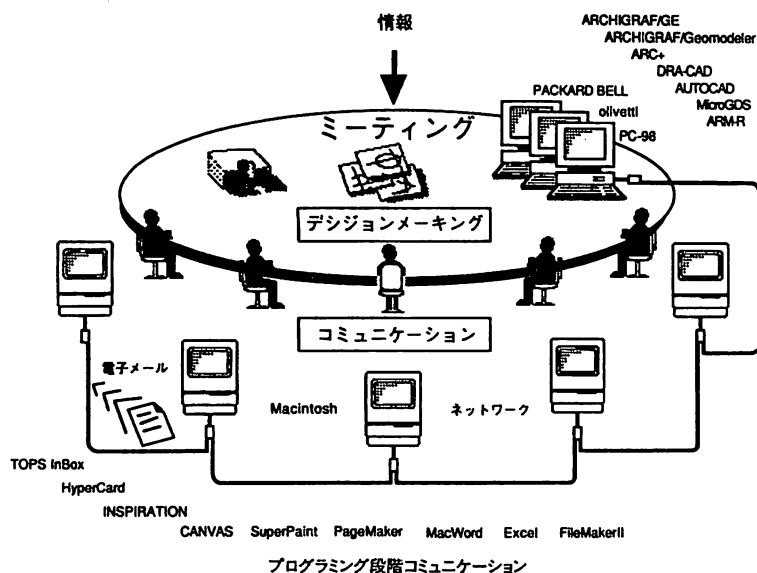 情報
ARCHIGRAF/GE
ARCHIGRAF/Geomodeler
ARC+
DRA-CAD
AUTOCAD
MicroGDS
ARM-R
PACKARD BELL
olivetti
PC-98
ミーティング
デシジョンメーキング
コミュニケーション
電子メール
Macintosh
ネットワーク
TOPS InBox
HyperCard
INSPIRATION
CANVAS SuperPaint PageMaker MacWord Excel FileMakerII
プログラミング段階コミュニケーション